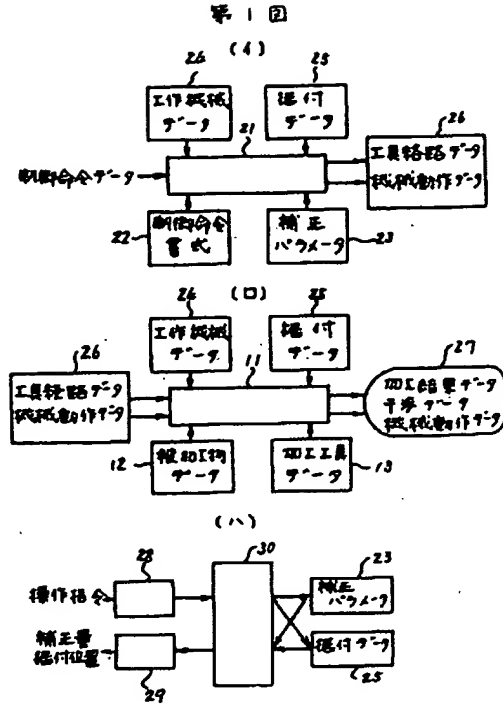 第1図
(イ)
26
25
工作機械
データ
据付
データ
26
21
制御命令データ
工具経路データ
機械動作データ
制御命令
書式
補正
パラメータ
22
23
(ロ)
26
25
工作機械
データ
据付
データ
26
27
工具経路データ
機械動作データ
11
加工結果データ
干渉データ
機械動作データ
被加工物
データ
加工工具
データ
12
13
(ハ)
30
28
23
操作指令
補正
パラメータ
補正量
据付位置
据付データ
29
25